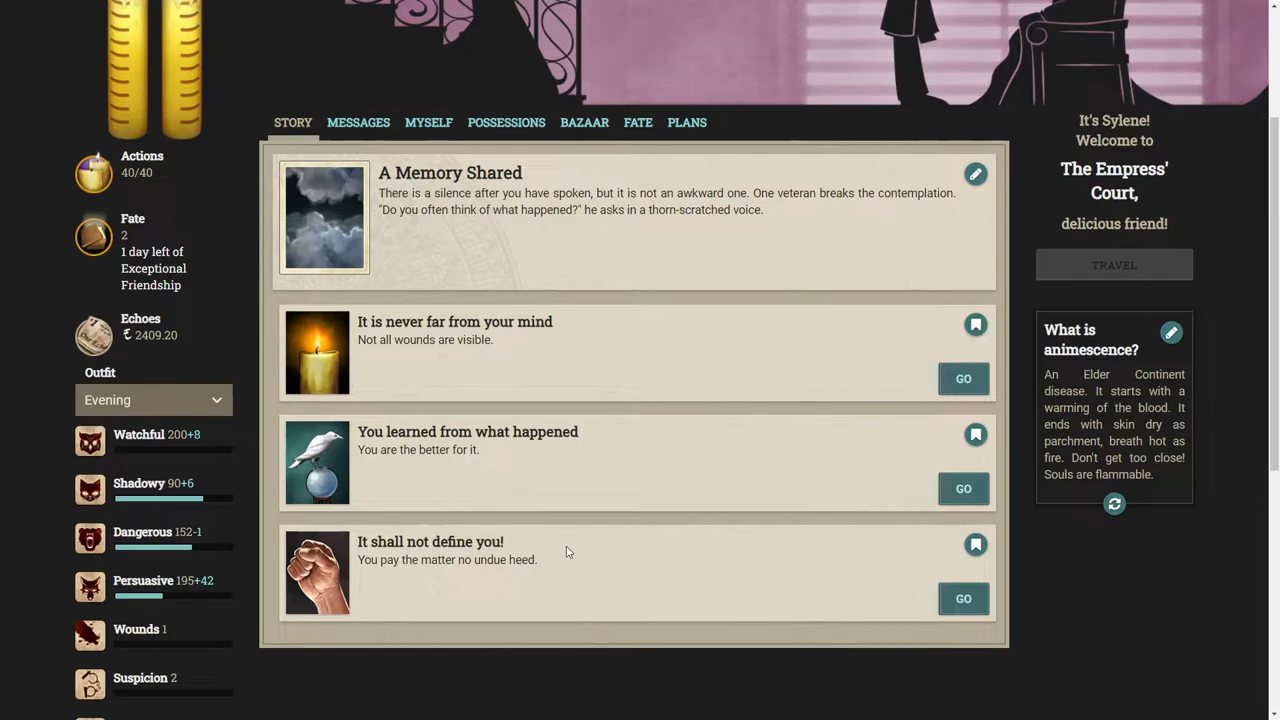 STORY MESSAGES MYSELF POSSESSIONS BAZAAR FATE PLANS
Actions
40/40
Fate
2
1 day left of
Exceptional
Friendship
Echoes
€ 2409.20
Outfit
Evening
Watchful 200+8
Shadowy 90+6
Dangerous 152-1
Persuasive 195+42
Wounds 1
Suspicion 2
A Memory Shared
There is a silence after you have spoken, but it is not an awkward one. One veteran breaks the contemplation.
"Do you often think of what happened?" he asks in a thorn-scratched voice.
It is never far from your mind
Not all wounds are visible.
GO
You learned from what happened
You are the better for it.
GO
It shall not define you!
You pay the matter no undue heed.
GO
It's Sylene!
Welcome to
The Empress'
Court,
delicious friend!
TRAVEL
What is
animescence?
An Elder Continent
disease. It starts with a
warming of the blood. It
ends with skin dry as
parchment, breath hot as
fire. Don't get too close!
Souls are flammable.